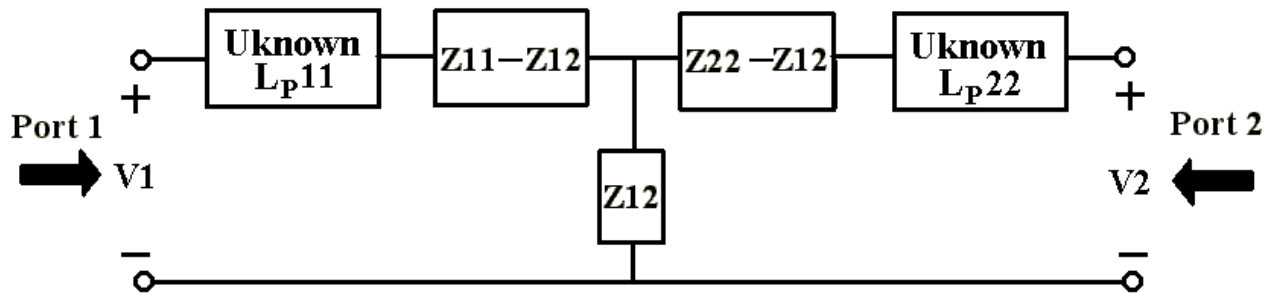 Uknown
LP11
Z11–Z12
Z22 –Z12
Uknown
LP22
+
+
Port 1
Port 2
V1
Z12
V2
–
–